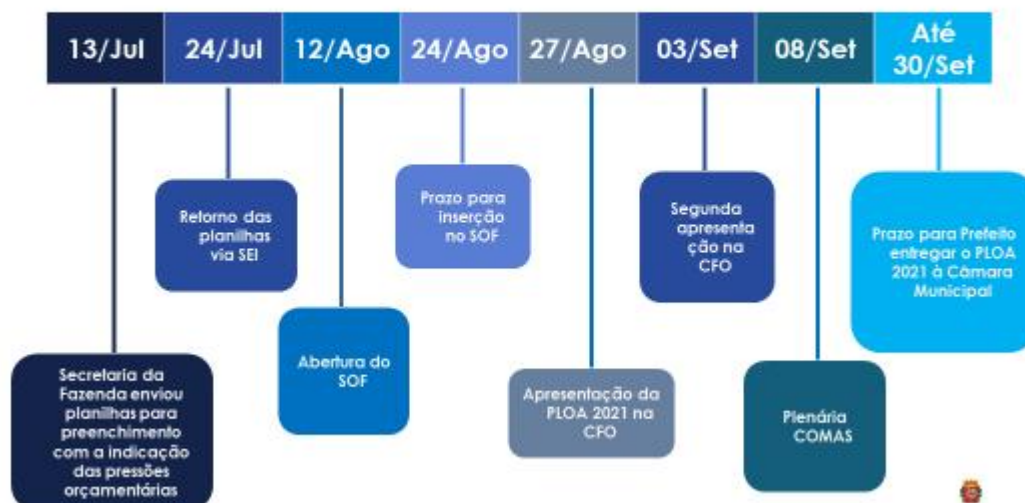 13/Jul
24/Jul
12/Ago
24/Ago
27/Ago
03/Set
08/Set
Até
30/Set
Secretaria da
Fazenda enviou
planilhas para
preenchimento
com a indicação
das pressões
orçamentárias
Retorno das
planilhas
via SEI
Abertura do
SOF
Prazo para
inserção
no SOF
Apresentação da
PLOA 2021 na
CFO
Segunda
apresenta
ção na
CFO
Plenária
COMAS
Prazo para Prefeito
entregar o PLOA
2021 à Câmara
Municipal